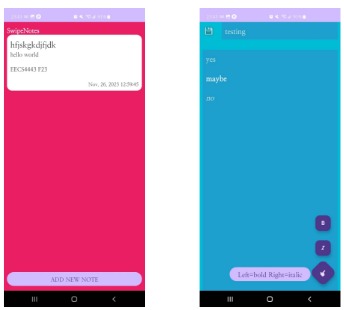 SwipeNotes
hfjskgkdjfjdk
hello world
EECS4443 F23
Nov, 26, 2023 12:59:45
ADD NEW NOTE
testing
yes
maybe
no
B
I
Left=bold Right=italic